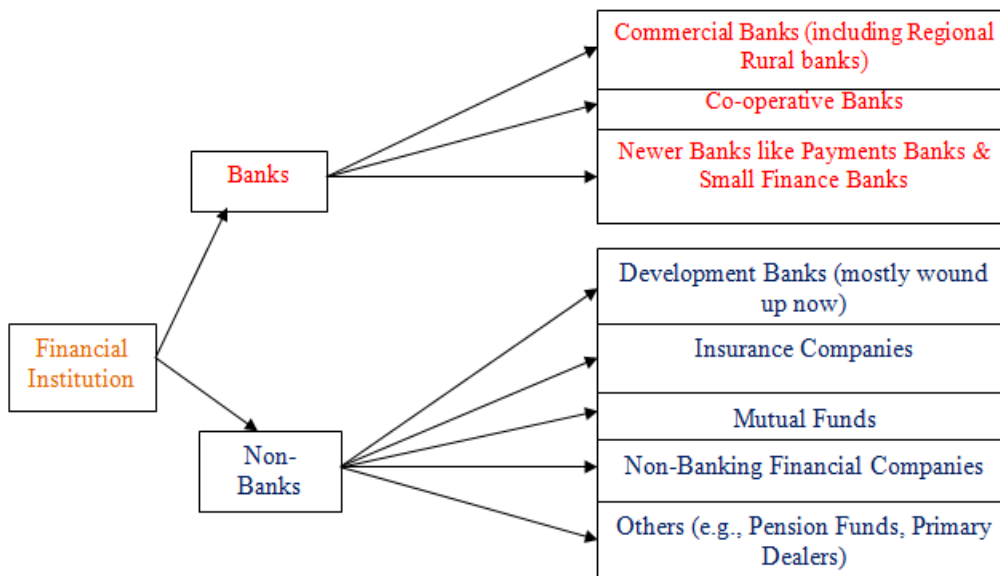 Commercial Banks (including Regional
Rural banks)
Co-operative Banks
Newer Banks like Payments Banks &
Small Finance Banks
Banks
Development Banks (mostly wound
up now)
Insurance Companies
Mutual Funds
Non-Banking Financial Companies
Others (e.g., Pension Funds, Primary
Dealers)
Financial
Institution
Non-
Banks